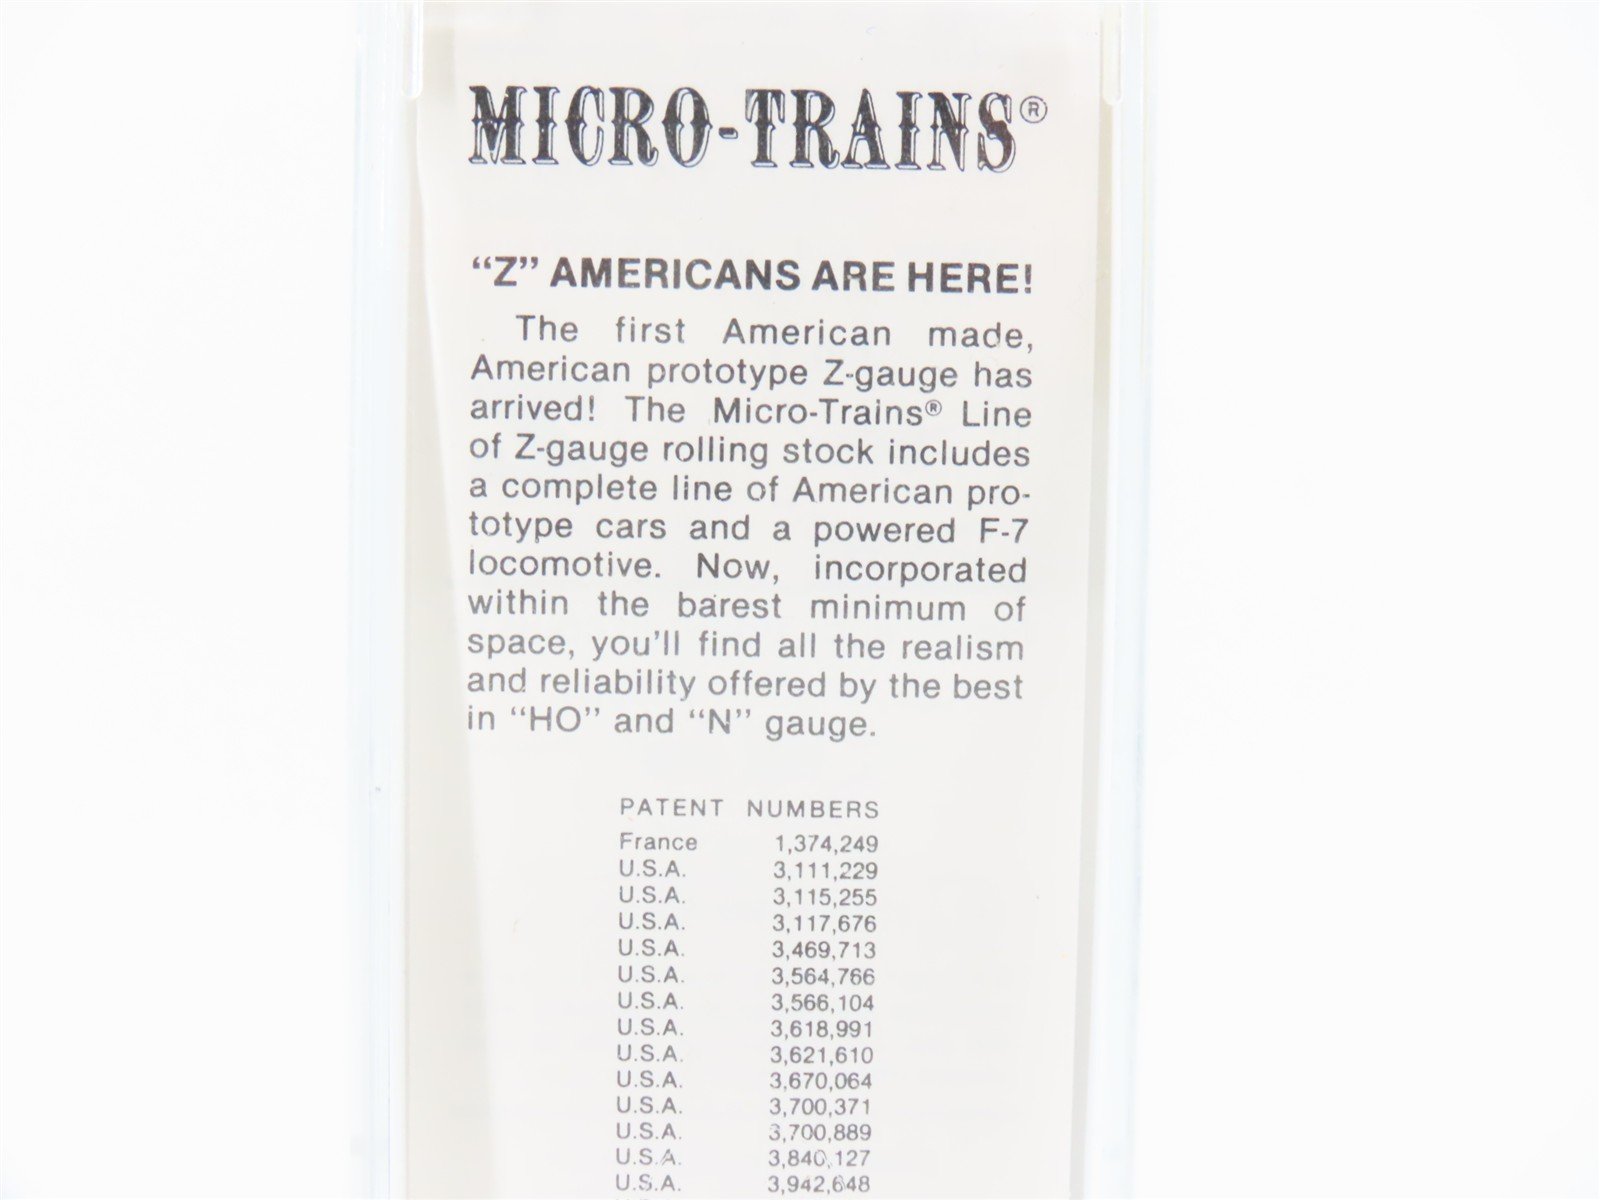 MICRO-TRAINS®
“Z” AMERICANS ARE HERE!
The first American made,
American prototype Z-gauge has
arrived! The Micro-Trains® Line
of Z-gauge rolling stock includes
a complete line of American pro-
totype cars and a powered F-7
locomotive. Now, incorporated
within the barest minimum of
space, you’ll find all the realism
and reliability offered by the best
in “HO” and “N” gauge.
PATENT NUMBERS
France 1,374,249
U.S.A. 3,111,229
U.S.A. 3,115,255
U.S.A. 3,117,676
U.S.A. 3,469,713
U.S.A. 3,564,766
U.S.A. 3,566,104
U.S.A. 3,618,991
U.S.A. 3,621,610
U.S.A. 3,670,064
U.S.A. 3,700,371
U.S.A. 3,700,889
U.S.A. 3,840,127
U.S.A. 3,942,648